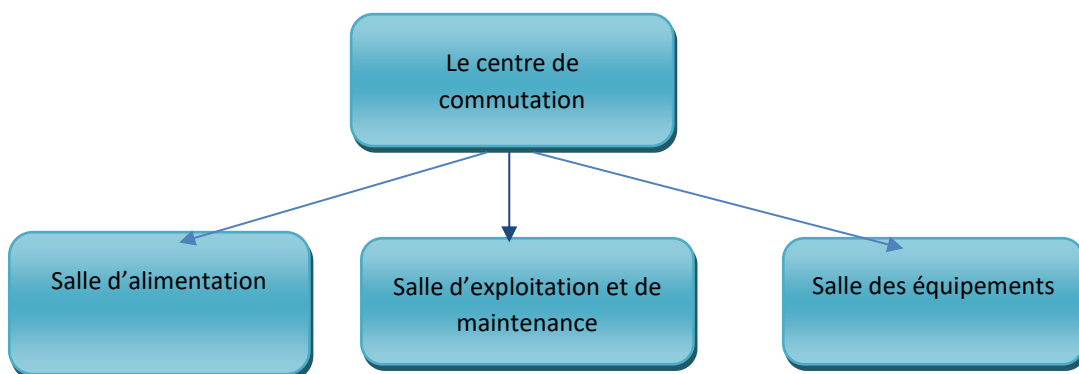 Le centre de
commutation
Salle d’alimentation
Salle d’exploitation et de
maintenance
Salle des équipements